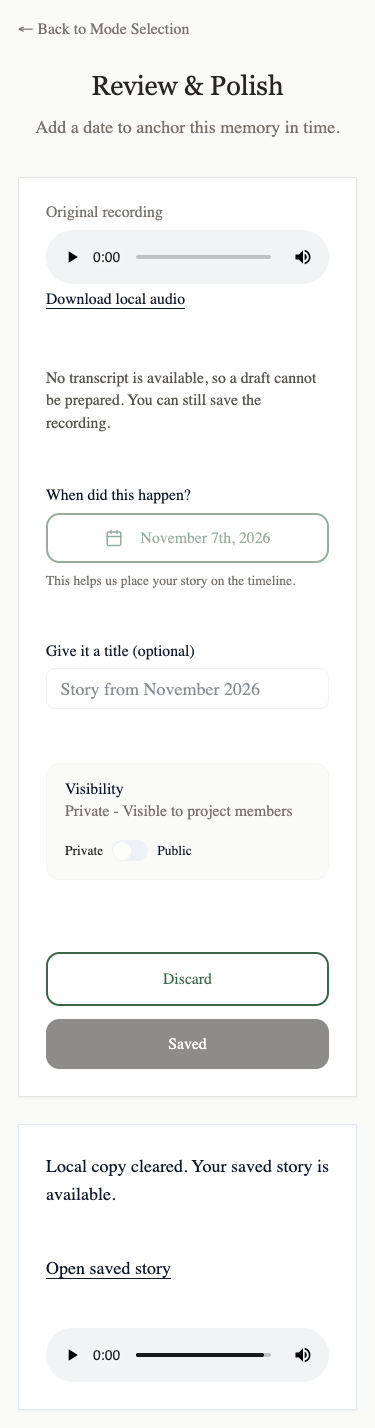 ← Back to Mode Selection
Review & Polish
Add a date to anchor this memory in time.
Original recording
0:00
Download local audio
No transcript is available, so a draft cannot
be prepared. You can still save the
recording.
When did this happen?
November 7th, 2026
This helps us place your story on the timeline.
Give it a title (optional)
Story from November 2026
Visibility
Private - Visible to project members
Private Public
Discard
Saved
Local copy cleared. Your saved story is
available.
Open saved story
0:00